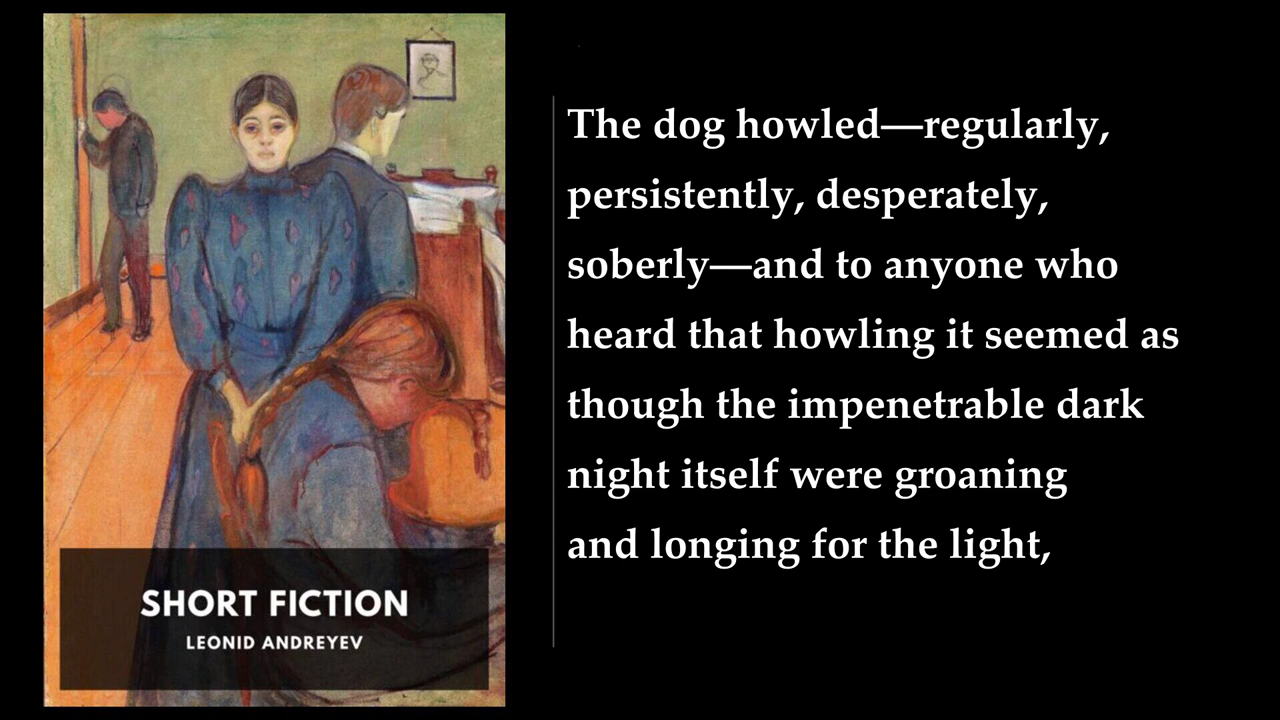 SHORT FICTION
LEONID ANDREYEV
The dog howled—regularly,
persistently, desperately,
soberly—and to anyone who
heard that howling it seemed as
though the impenetrable dark
night itself were groaning
and longing for the light,